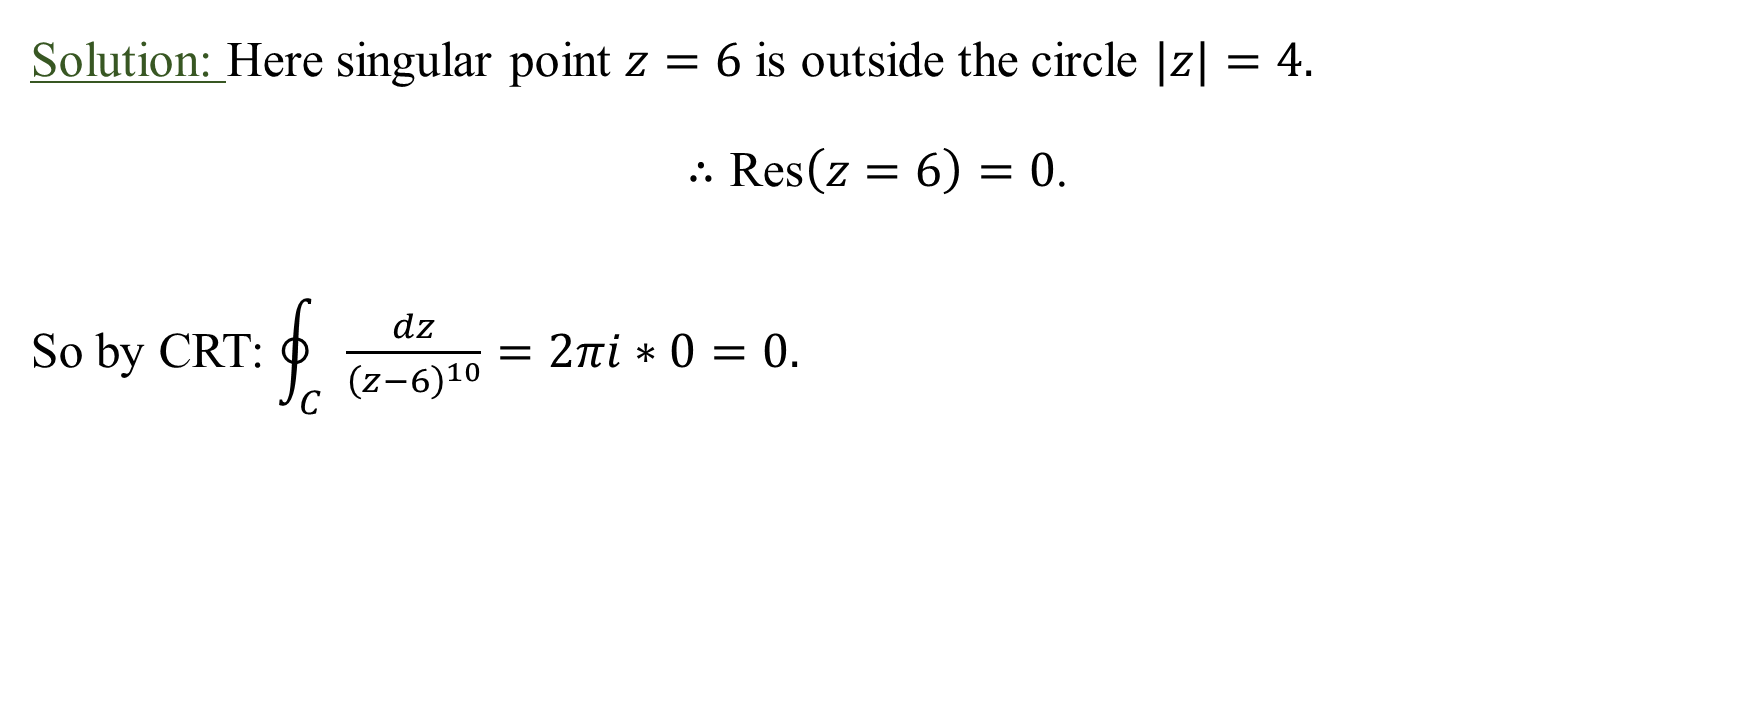 Solution: Here singular point z = 6 is outside the circle |z| = 4.
∴ Res(z = 6) = 0.
So by CRT: ∮_C dz/(z−6)^10 = 2πi * 0 = 0.